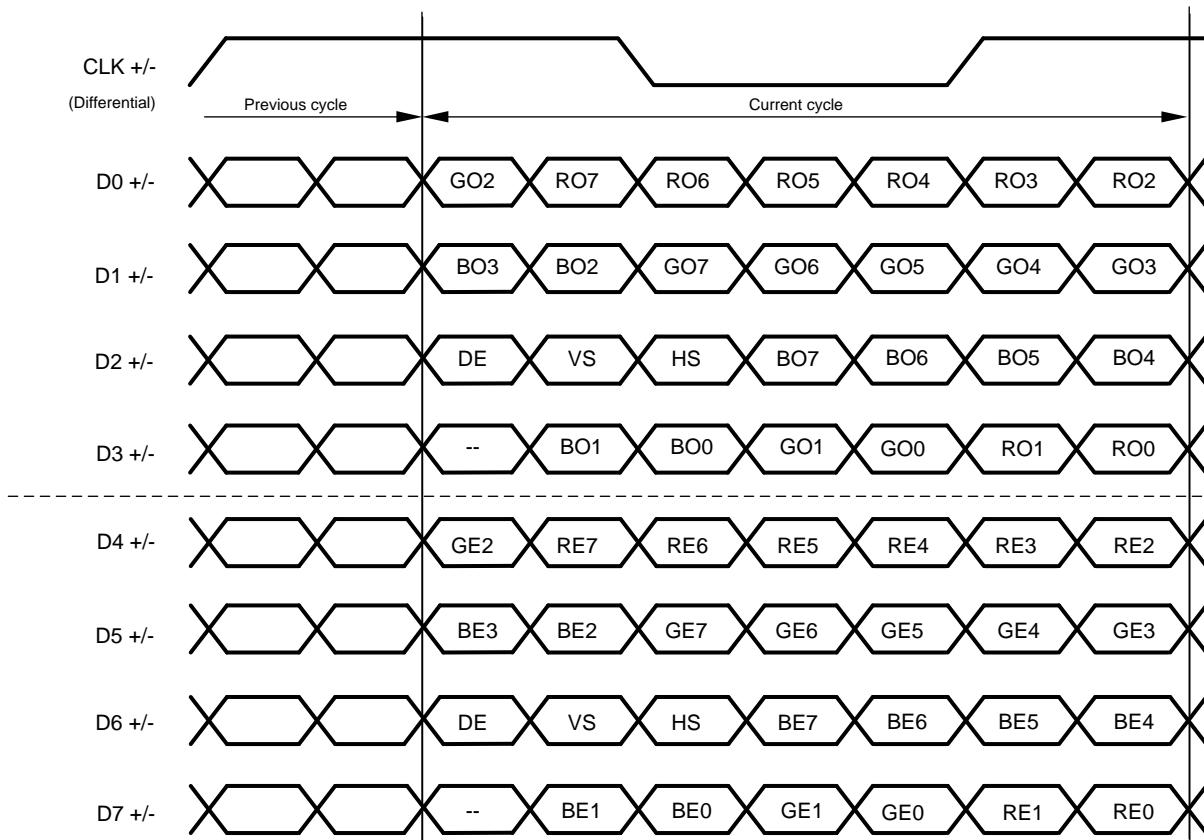 CLK +/-
(Differential)
Previous cycle
Current cycle
D0 +/- GO2 RO7 RO6 RO5 RO4 RO3 RO2
D1 +/- BO3 BO2 GO7 GO6 GO5 GO4 GO3
D2 +/- DE VS HS BO7 BO6 BO5 BO4
D3 +/- -- BO1 BO0 GO1 GO0 RO1 RO0
D4 +/- GE2 RE7 RE6 RE5 RE4 RE3 RE2
D5 +/- BE3 BE2 GE7 GE6 GE5 GE4 GE3
D6 +/- DE VS HS BE7 BE6 BE5 BE4
D7 +/- -- BE1 BE0 GE1 GE0 RE1 RE0